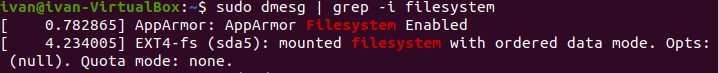 ivan@ivan-VirtualBox:~$ sudo dmesg | grep -i filesystem
[    0.782865] AppArmor: AppArmor Filesystem Enabled
[    4.234005] EXT4-fs (sda5): mounted filesystem with ordered data mode. Opts:
(null). Quota mode: none.